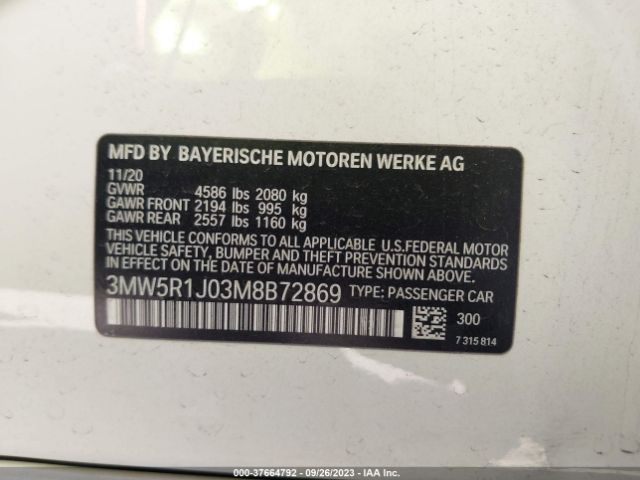 MFD BY BAYERISCHE MOTOREN WERKE AG
11/20
GVWR 4586 lbs 2080 kg
GAWR FRONT 2194 lbs 995 kg
GAWR REAR 2557 lbs 1160 kg
THIS VEHICLE CONFORMS TO ALL APPLICABLE U.S.FEDERAL MOTOR
VEHICLE SAFETY, BUMPER AND THEFT PREVENTION STANDARDS
IN EFFECT ON THE DATE OF MANUFACTURE SHOWN ABOVE.
3MW5R1J03M8B72869 TYPE: PASSENGER CAR
300
7 315 814
000-37664792 - 09/26/2023 - IAA Inc.